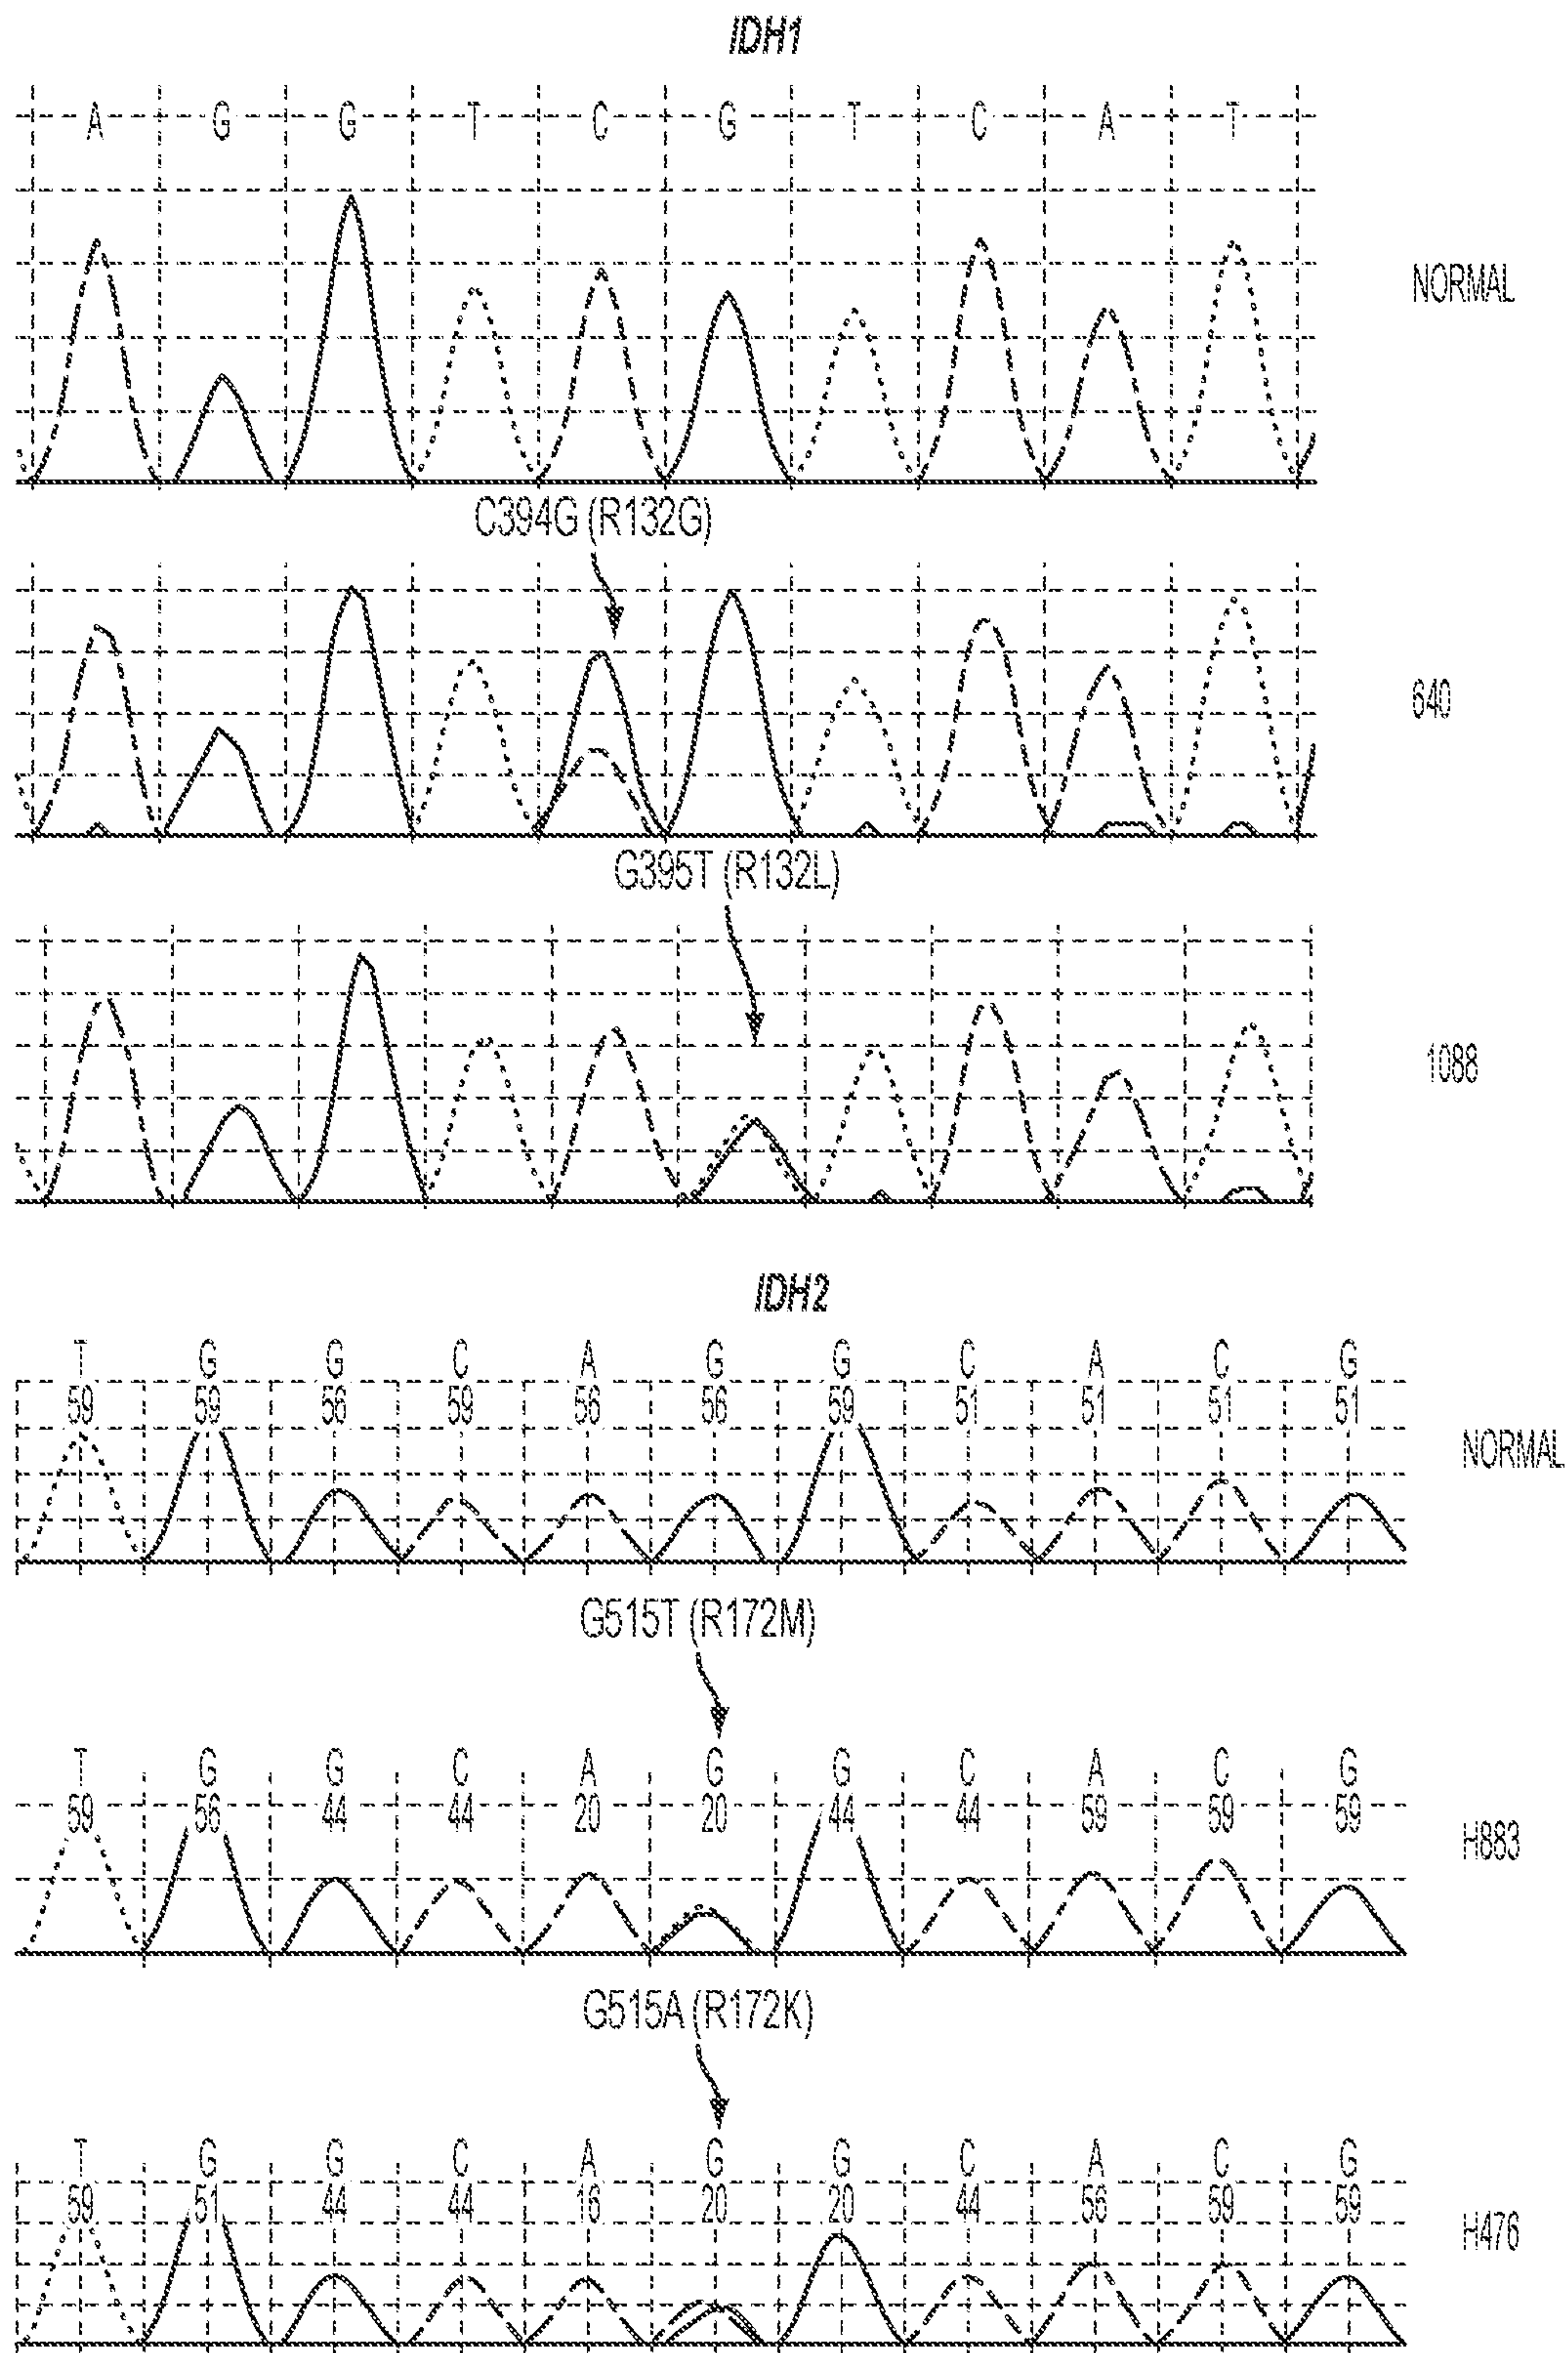 IDH1
A G G T C G T C A T
NORMAL
C394G (R132G)
640
G395T (R132L)
1088
IDH2
T G G C A G G C A C G
59 59 56 59 56 56 59 51 51 51 51
NORMAL
G515T (R172M)
T G G C A G G C A C G
59 56 44 44 20 20 44 44 59 59 59
H883
G515A (R172K)
T G G C A G G C A C G
59 51 44 44 16 20 20 44 56 59 59
H476